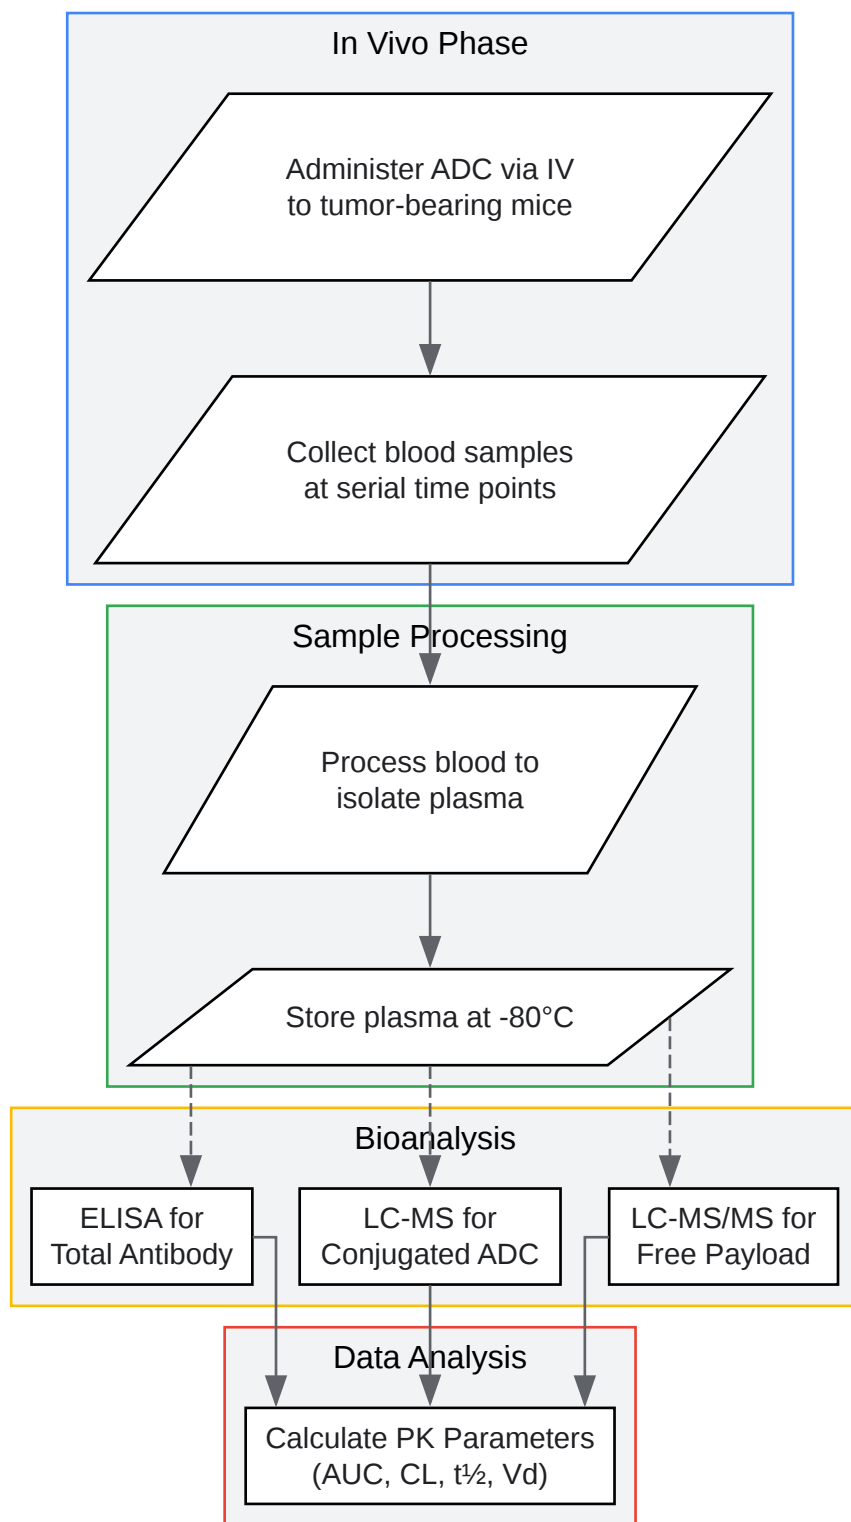 In Vivo Phase
Administer ADC via IV
to tumor-bearing mice
Collect blood samples
at serial time points
Sample Processing
Process blood to
isolate plasma
Store plasma at -80°C
Bioanalysis
ELISA for
Total Antibody
LC-MS for
Conjugated ADC
LC-MS/MS for
Free Payload
Data Analysis
Calculate PK Parameters
(AUC, CL, t½, Vd)